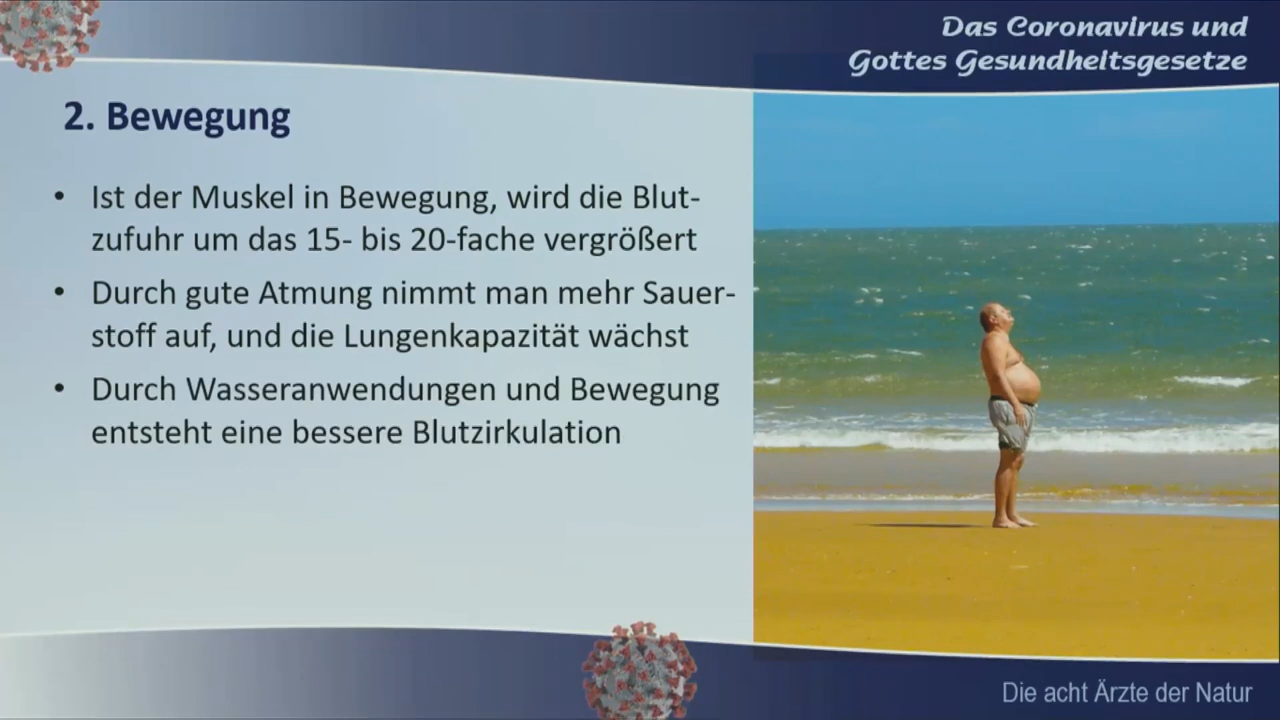 Das Coronavirus und
Gottes Gesundheitsgesetze
2. Bewegung
• Ist der Muskel in Bewegung, wird die Blut-
zufuhr um das 15- bis 20-fache vergrößert
• Durch gute Atmung nimmt man mehr Sauer-
stoff auf, und die Lungenkapazität wächst
• Durch Wasseranwendungen und Bewegung
entsteht eine bessere Blutzirkulation
Die acht Ärzte der Natur